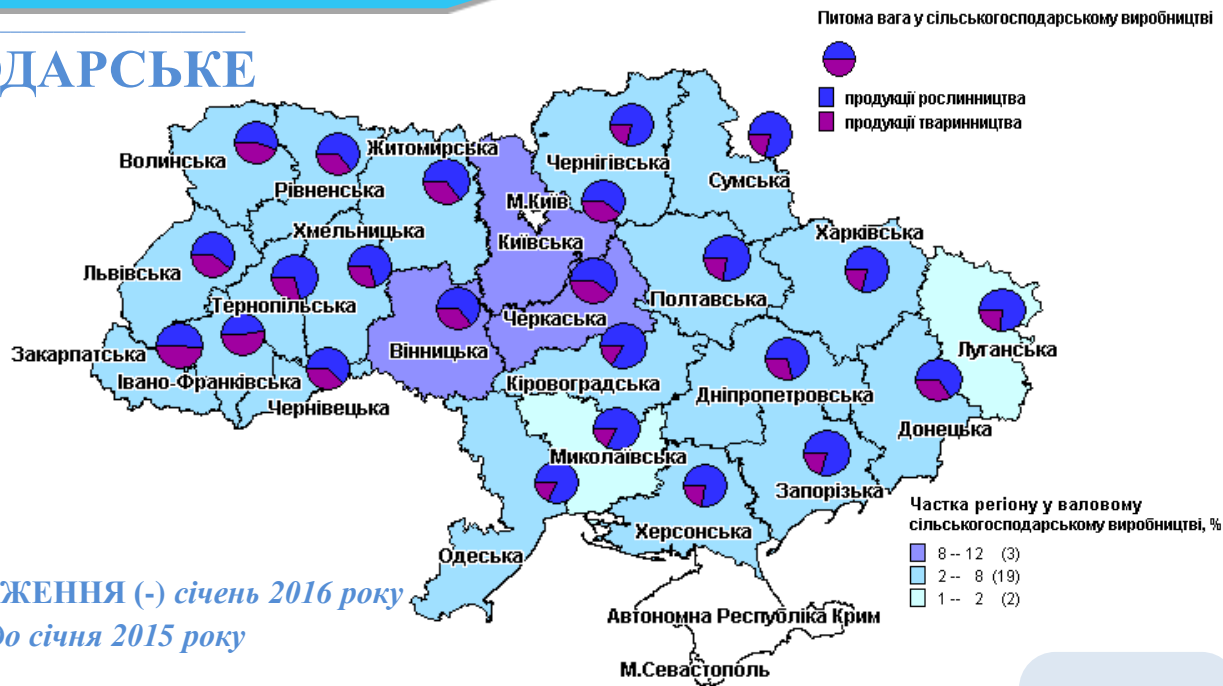 Питома вага у сільськогосподарському виробництві
ОДАРСЬКЕ
продукції рослинництва
продукції тваринництва
Волинська
Рівненська
Житомирська
Чернігівська
Сумська
М.Київ
Київська
Хмельницька
Харківська
Львівська
Тернопільська
Полтавська
Черкаська
Вінницька
Закарпатська
Івано-Франківська
Чернівецька
Кіровоградська
Дніпропетровська
Луганська
Донецька
Миколаївська
Запорізька
Херсонська
Одеська
Частка регіону у валовому
сільськогосподарському виробництві, %
8 -- 12 (3)
2 -- 8 (19)
1 -- 2 (2)
ЖЕННЯ (-) січень 2016 року
до січня 2015 року
Автономна Республіка Крим
М.Севастополь